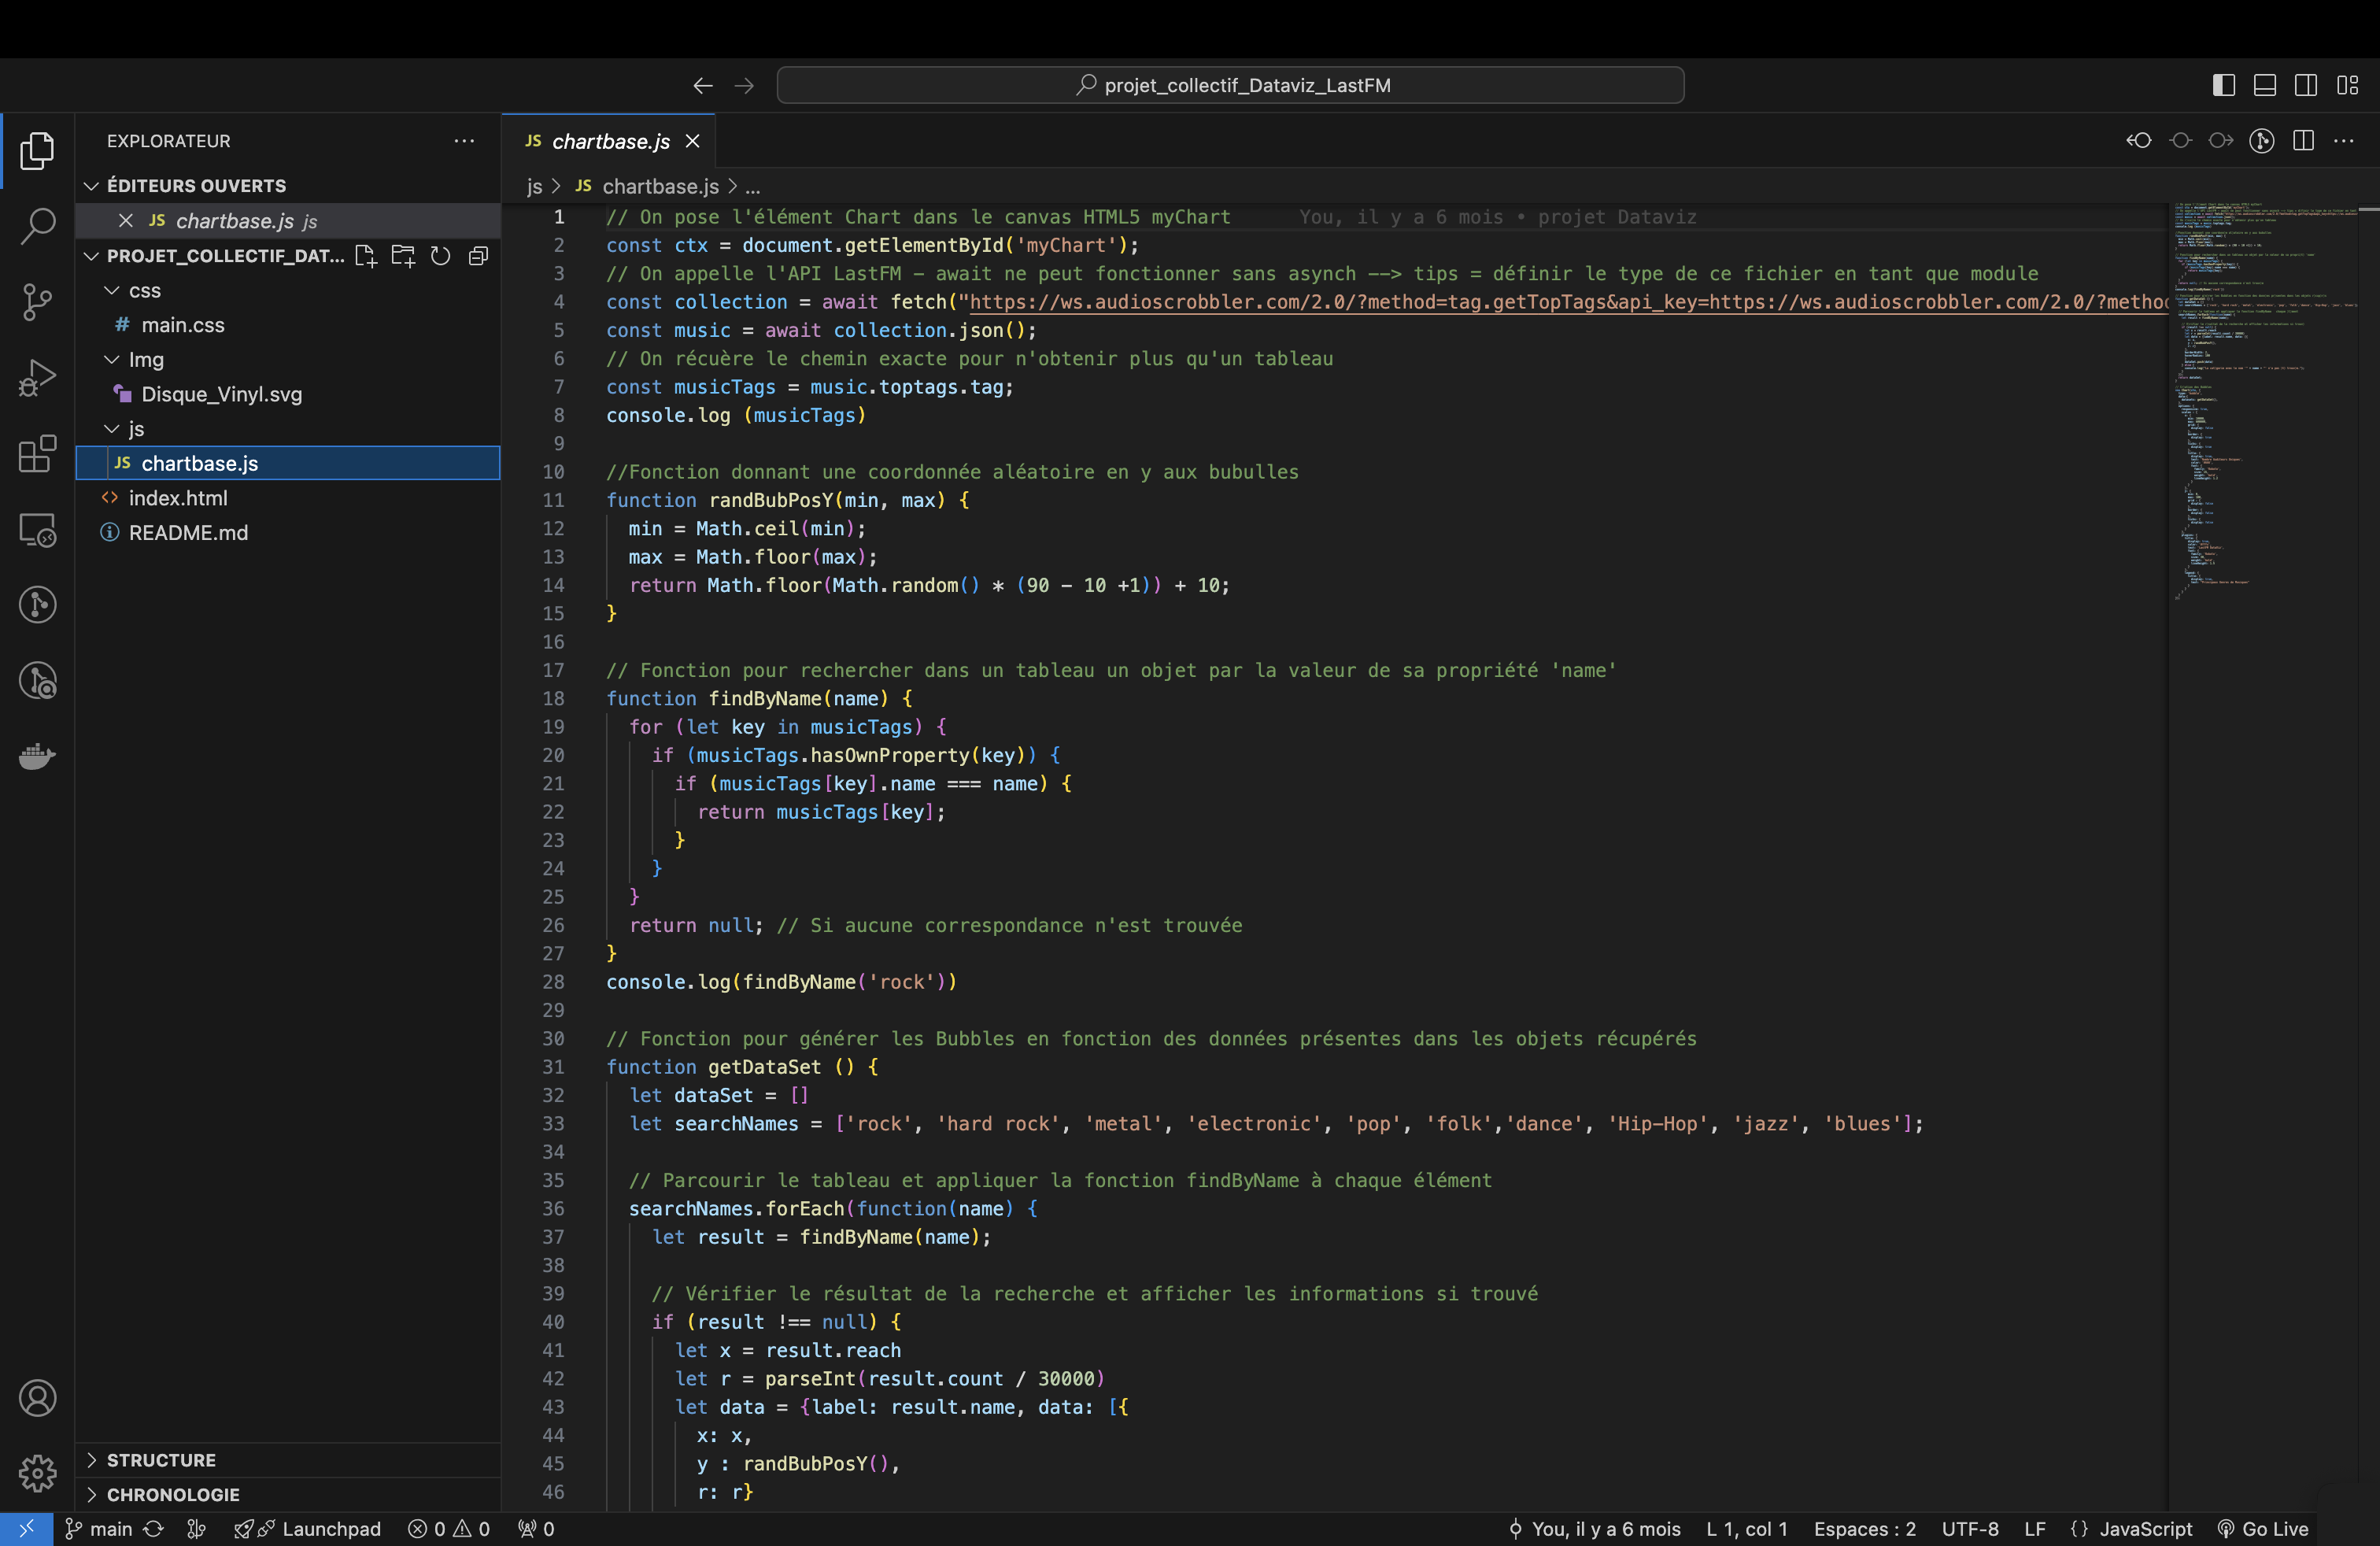 projet_collectif_Dataviz_LastFM
EXPLORATEUR
ÉDITEURS OUVERTS
JS chartbase.js js
PROJET_COLLECTIF_DAT...
css
# main.css
Img
Disque_Vinyl.svg
js
JS chartbase.js
<> index.html
README.md
STRUCTURE
CHRONOLOGIE
JS chartbase.js
js > JS chartbase.js > ...
1 // On pose l'élément Chart dans le canvas HTML5 myChart You, il y a 6 mois • projet Dataviz
2 const ctx = document.getElementById('myChart');
3 // On appelle l'API LastFM - await ne peut fonctionner sans asynch --> tips = définir le type de ce fichier en tant que module
4 const collection = await fetch("https://ws.audioscrobbler.com/2.0/?method=tag.getTopTags&api_key=https://ws.audioscrobbler.com/2.0/?metho
5 const music = await collection.json();
6 // On récuère le chemin exacte pour n'obtenir plus qu'un tableau
7 const musicTags = music.toptags.tag;
8 console.log (musicTags)
9
10 //Fonction donnant une coordonnée aléatoire en y aux bubulles
11 function randBubPosY(min, max) {
12 min = Math.ceil(min);
13 max = Math.floor(max);
14 return Math.floor(Math.random() * (90 - 10 +1)) + 10;
15 }
16
17 // Fonction pour rechercher dans un tableau un objet par la valeur de sa propriété 'name'
18 function findByName(name) {
19 for (let key in musicTags) {
20 if (musicTags.hasOwnProperty(key)) {
21 if (musicTags[key].name === name) {
22 return musicTags[key];
23 }
24 }
25 }
26 return null; // Si aucune correspondance n'est trouvée
27 }
28 console.log(findByName('rock'))
29
30 // Fonction pour générer les Bubbles en fonction des données présentes dans les objets récupérés
31 function getDataSet () {
32 let dataSet = []
33 let searchNames = ['rock', 'hard rock', 'metal', 'electronic', 'pop', 'folk','dance', 'Hip-Hop', 'jazz', 'blues'];
34
35 // Parcourir le tableau et appliquer la fonction findByName à chaque élément
36 searchNames.forEach(function(name) {
37 let result = findByName(name);
38
39 // Vérifier le résultat de la recherche et afficher les informations si trouvé
40 if (result !== null) {
41 let x = result.reach
42 let r = parseInt(result.count / 30000)
43 let data = {label: result.name, data: [{
44 x: x,
45 y : randBubPosY(),
46 r: r}
main Launchpad 0 0 0 You, il y a 6 mois L 1, col 1 Espaces : 2 UTF-8 LF {} JavaScript Go Live